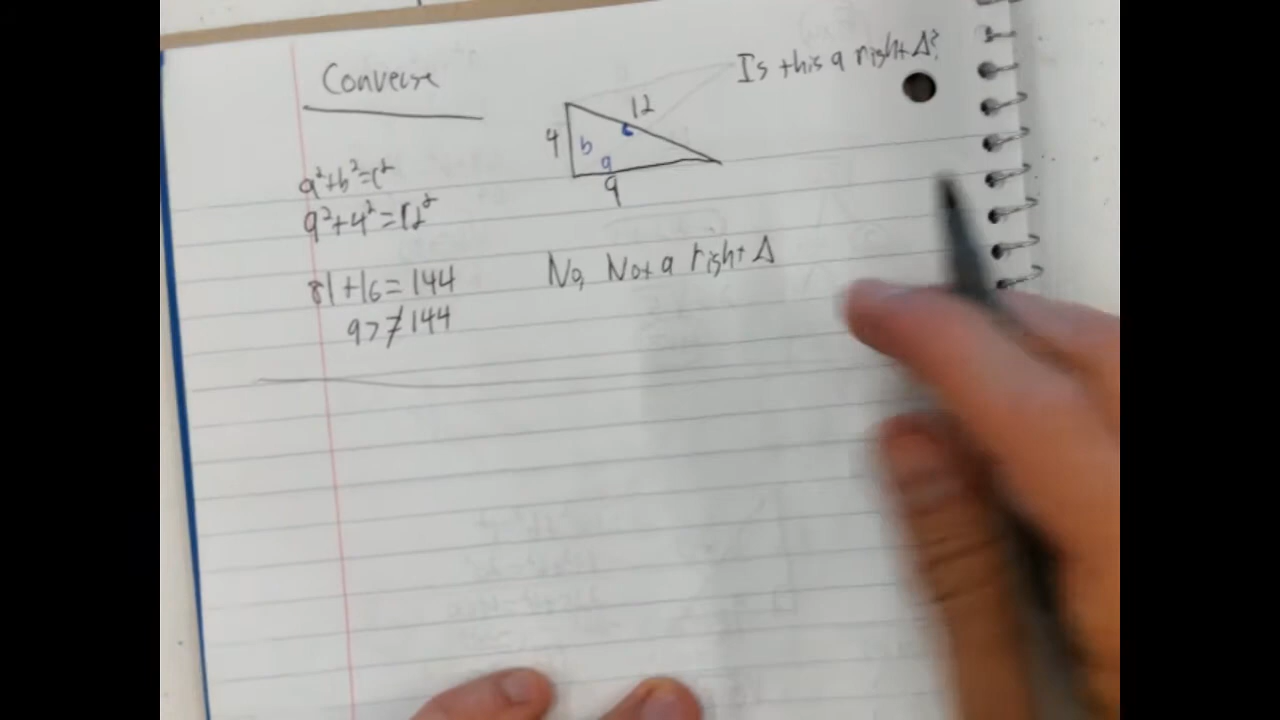 Converse
Is this a right Δ?
12
4
b
c
a
9
a²+b²=c²
9²+4²=12²
81+16=144
97≠144
No, Not a right Δ